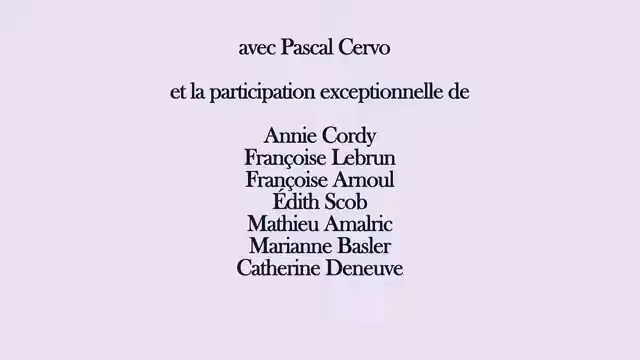 avec Pascal Cervo
et la participation exceptionnelle de
Annie Cordy
Françoise Lebrun
Françoise Arnoul
Édith Scob
Mathieu Amalric
Marianne Basler
Catherine Deneuve